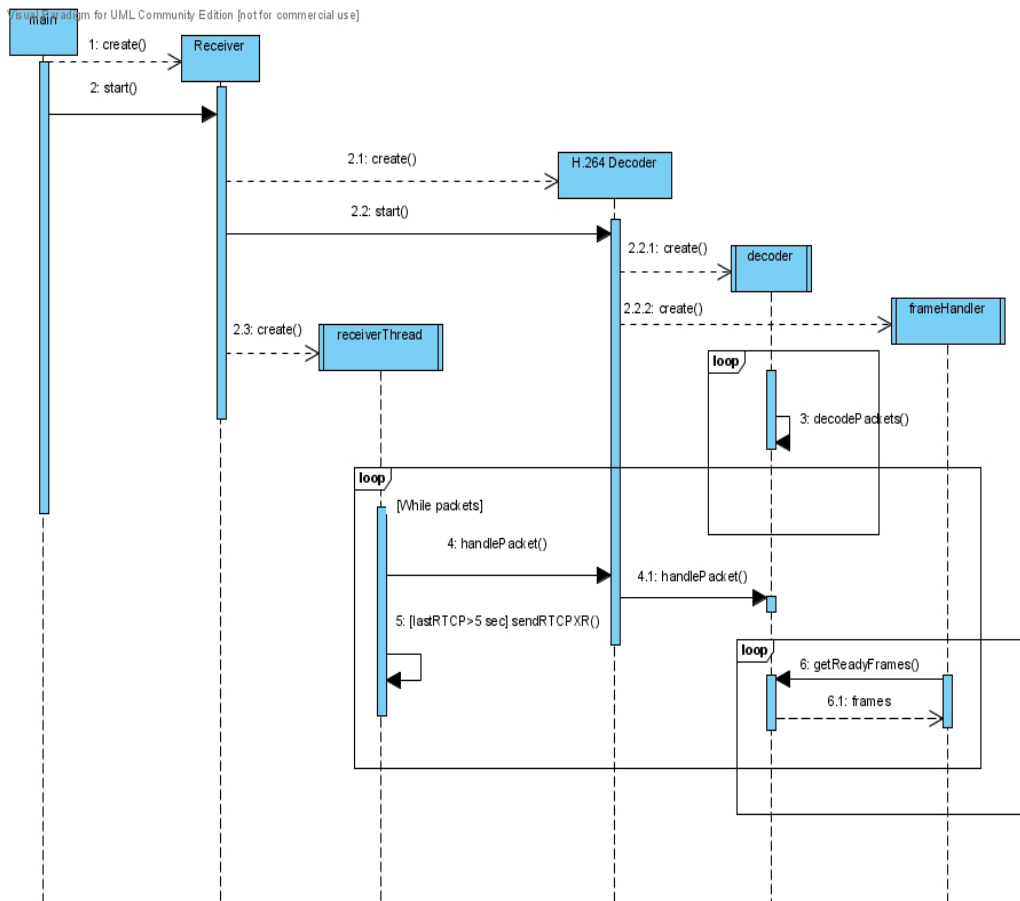 Visual Paradigm for UML Community Edition [not for commercial use]
main
1: create()
Receiver
2: start()
2.1: create()
H.264 Decoder
2.2: start()
2.2.1: create()
decoder
2.2.2: create()
frameHandler
2.3: create()
receiverThread
loop
3: decodePackets()
loop
[While packets]
4: handlePacket()
4.1: handlePacket()
5: [lastRTCP>5 sec] sendRTCPXR()
loop
6: getReadyFrames()
6.1: frames